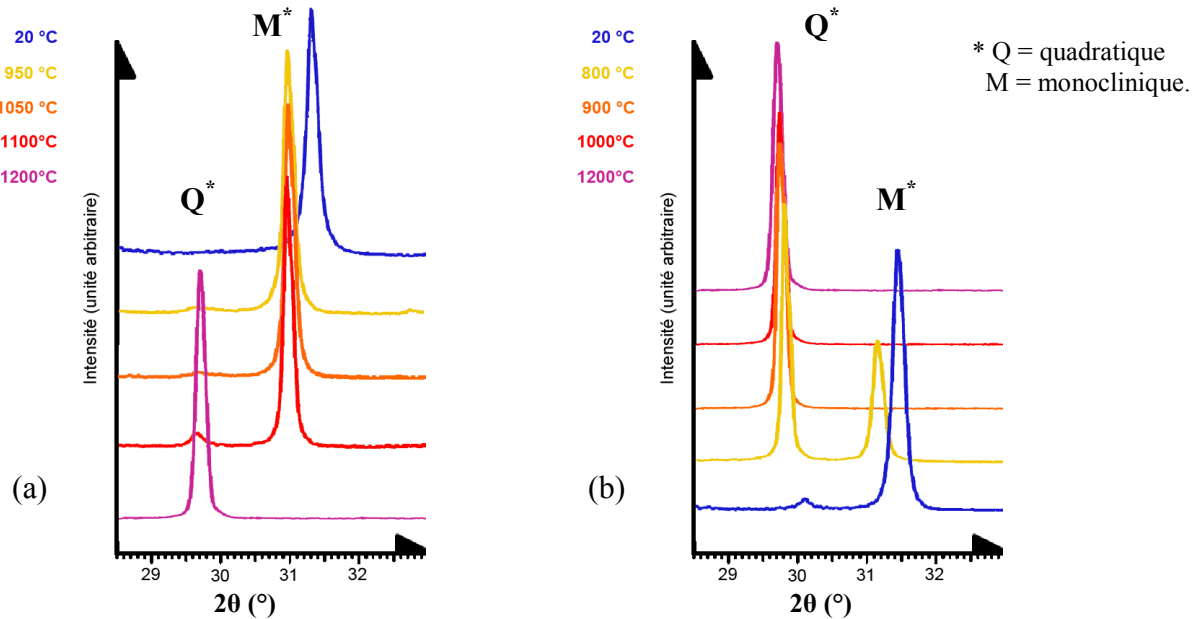 M*
20 °C
950 °C
1050 °C
1100°C
1200°C
Q*
Intensité (unité arbitraire)
(a)
29
30
31
32
2θ (°)
Q*
20 °C
800 °C
900 °C
1000°C
1200°C
* Q = quadratique
M = monoclinique.
M*
Intensité (unité arbitraire)
(b)
29
30
31
32
2θ (°)